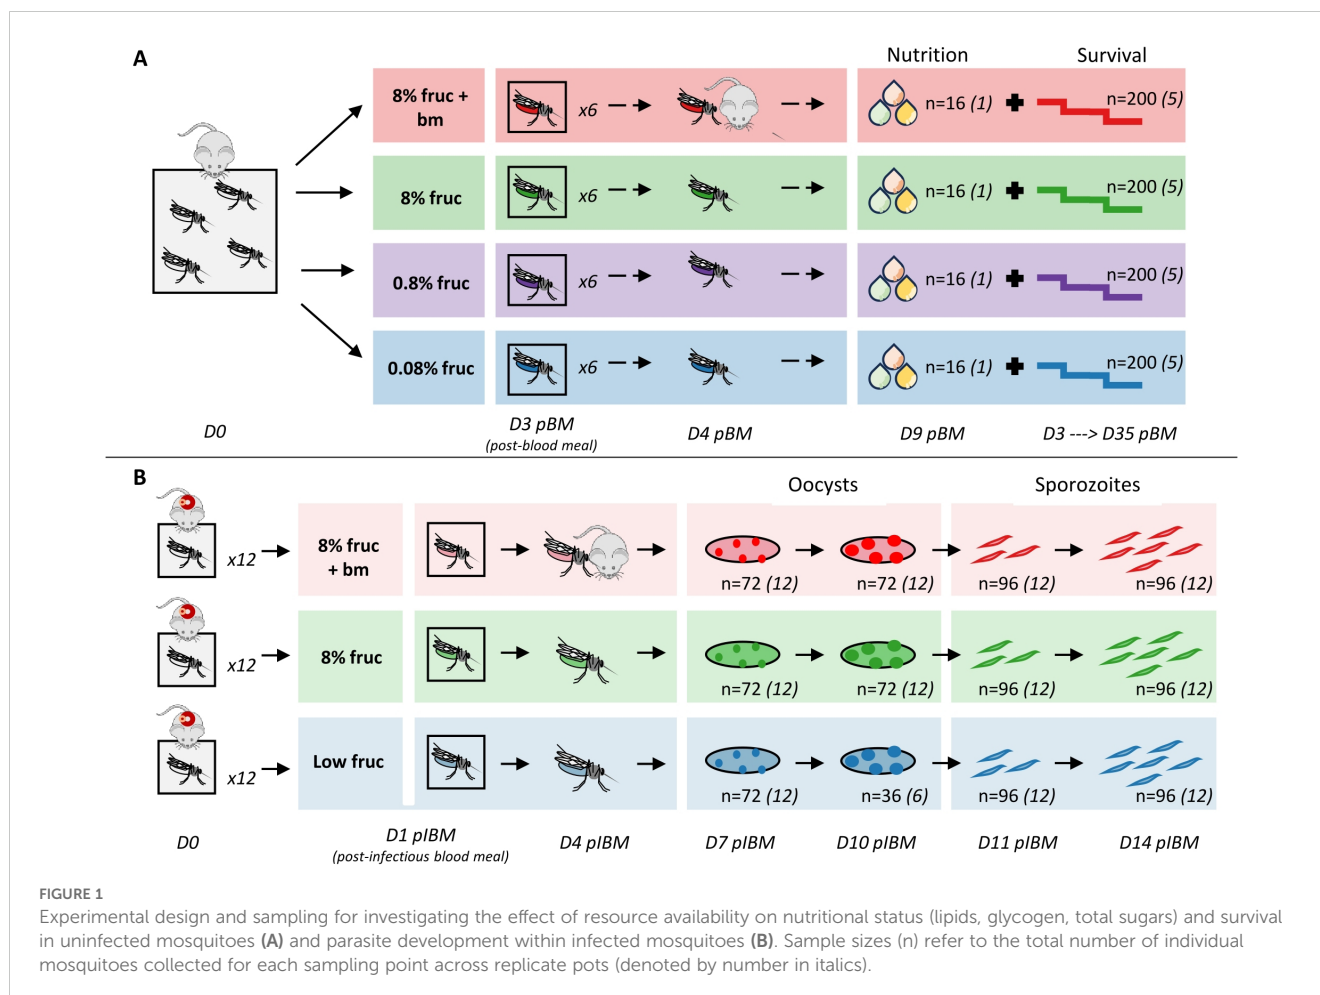 A
Nutrition Survival
8% fruc +
bm
x6
n=16 (1)
n=200 (5)
8% fruc
x6
n=16 (1)
n=200 (5)
0.8% fruc
x6
n=16 (1)
n=200 (5)
0.08% fruc
x6
n=16 (1)
n=200 (5)
D0
D3 pBM
(post-blood meal)
D4 pBM
D9 pBM
D3 ---> D35 pBM
B
Oocysts Sporozoites
x12
8% fruc
+ bm
n=72 (12)
n=72 (12)
n=96 (12)
n=96 (12)
x12
8% fruc
n=72 (12)
n=72 (12)
n=96 (12)
n=96 (12)
x12
Low fruc
n=72 (12)
n=36 (6)
n=96 (12)
n=96 (12)
D0
D1 pIBM
(post-infectious blood meal)
D4 pIBM
D7 pIBM
D10 pIBM
D11 pIBM
D14 pIBM
FIGURE 1
Experimental design and sampling for investigating the effect of resource availability on nutritional status (lipids, glycogen, total sugars) and survival
in uninfected mosquitoes (A) and parasite development within infected mosquitoes (B). Sample sizes (n) refer to the total number of individual
mosquitoes collected for each sampling point across replicate pots (denoted by number in italics).